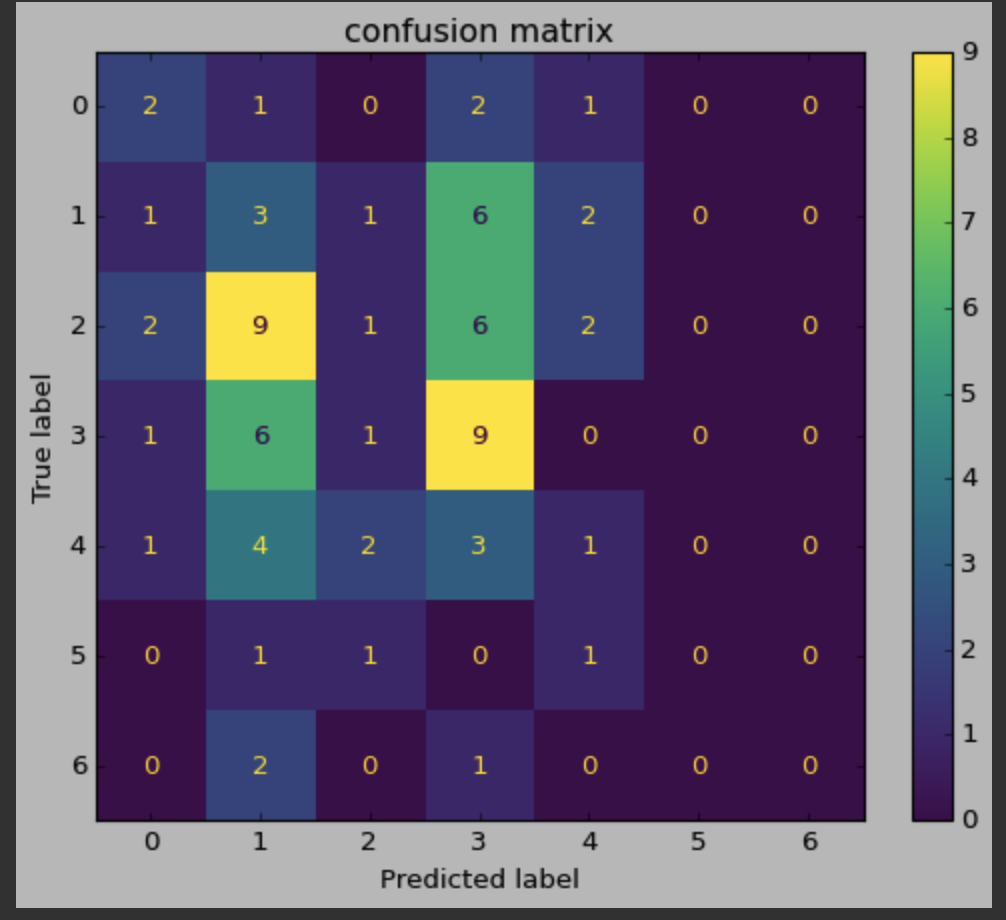 confusion matrix
0 2 1 0 2 1 0 0
1 1 3 1 6 2 0 0
2 2 9 1 6 2 0 0
3 1 6 1 9 0 0 0
4 1 4 2 3 1 0 0
5 0 1 1 0 1 0 0
6 0 2 0 1 0 0 0
0 1 2 3 4 5 6
True label
Predicted label
9
8
7
6
5
4
3
2
1
0